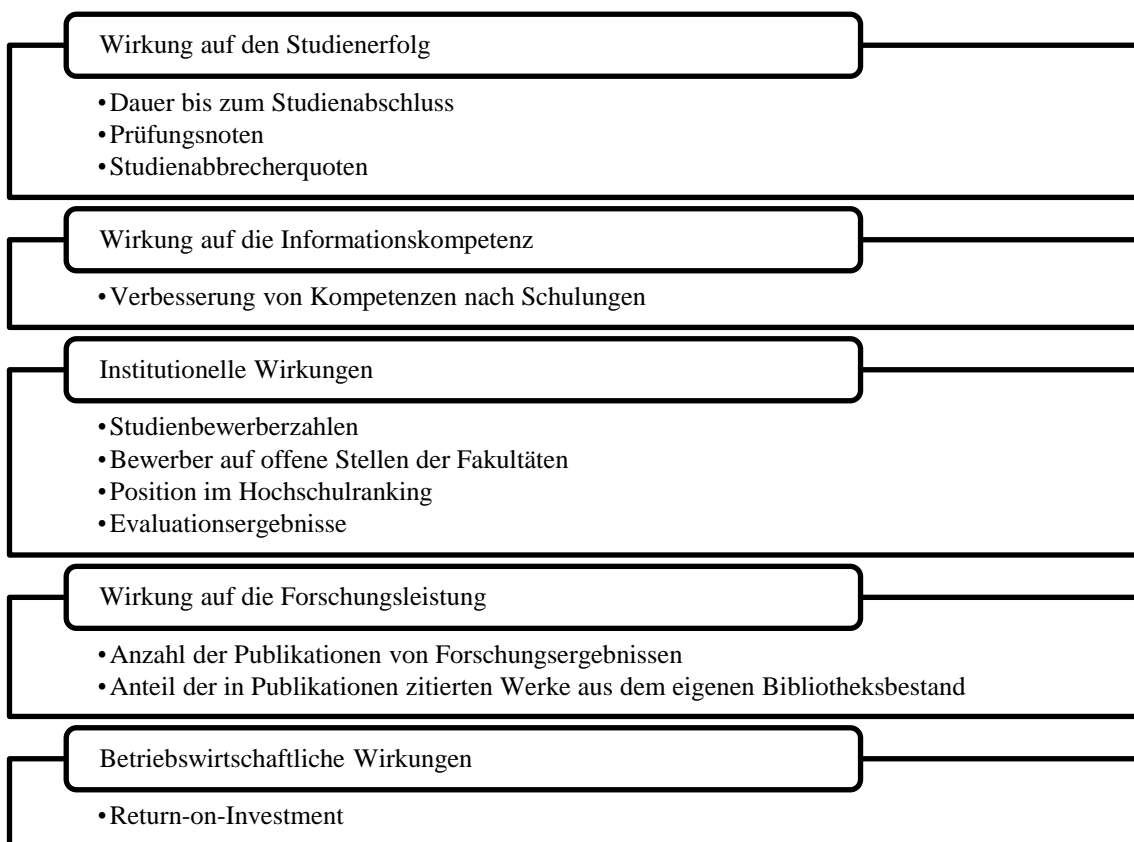 Wirkung auf den Studienerfolg
•Dauer bis zum Studienabschluss
•Prüfungsnoten
•Studienabbrecherquoten
Wirkung auf die Informationskompetenz
•Verbesserung von Kompetenzen nach Schulungen
Institutionelle Wirkungen
•Studienbewerberzahlen
•Bewerber auf offene Stellen der Fakultäten
•Position im Hochschulranking
•Evaluationsergebnisse
Wirkung auf die Forschungsleistung
•Anzahl der Publikationen von Forschungsergebnissen
•Anteil der in Publikationen zitierten Werke aus dem eigenen Bibliotheksbestand
Betriebswirtschaftliche Wirkungen
•Return-on-Investment